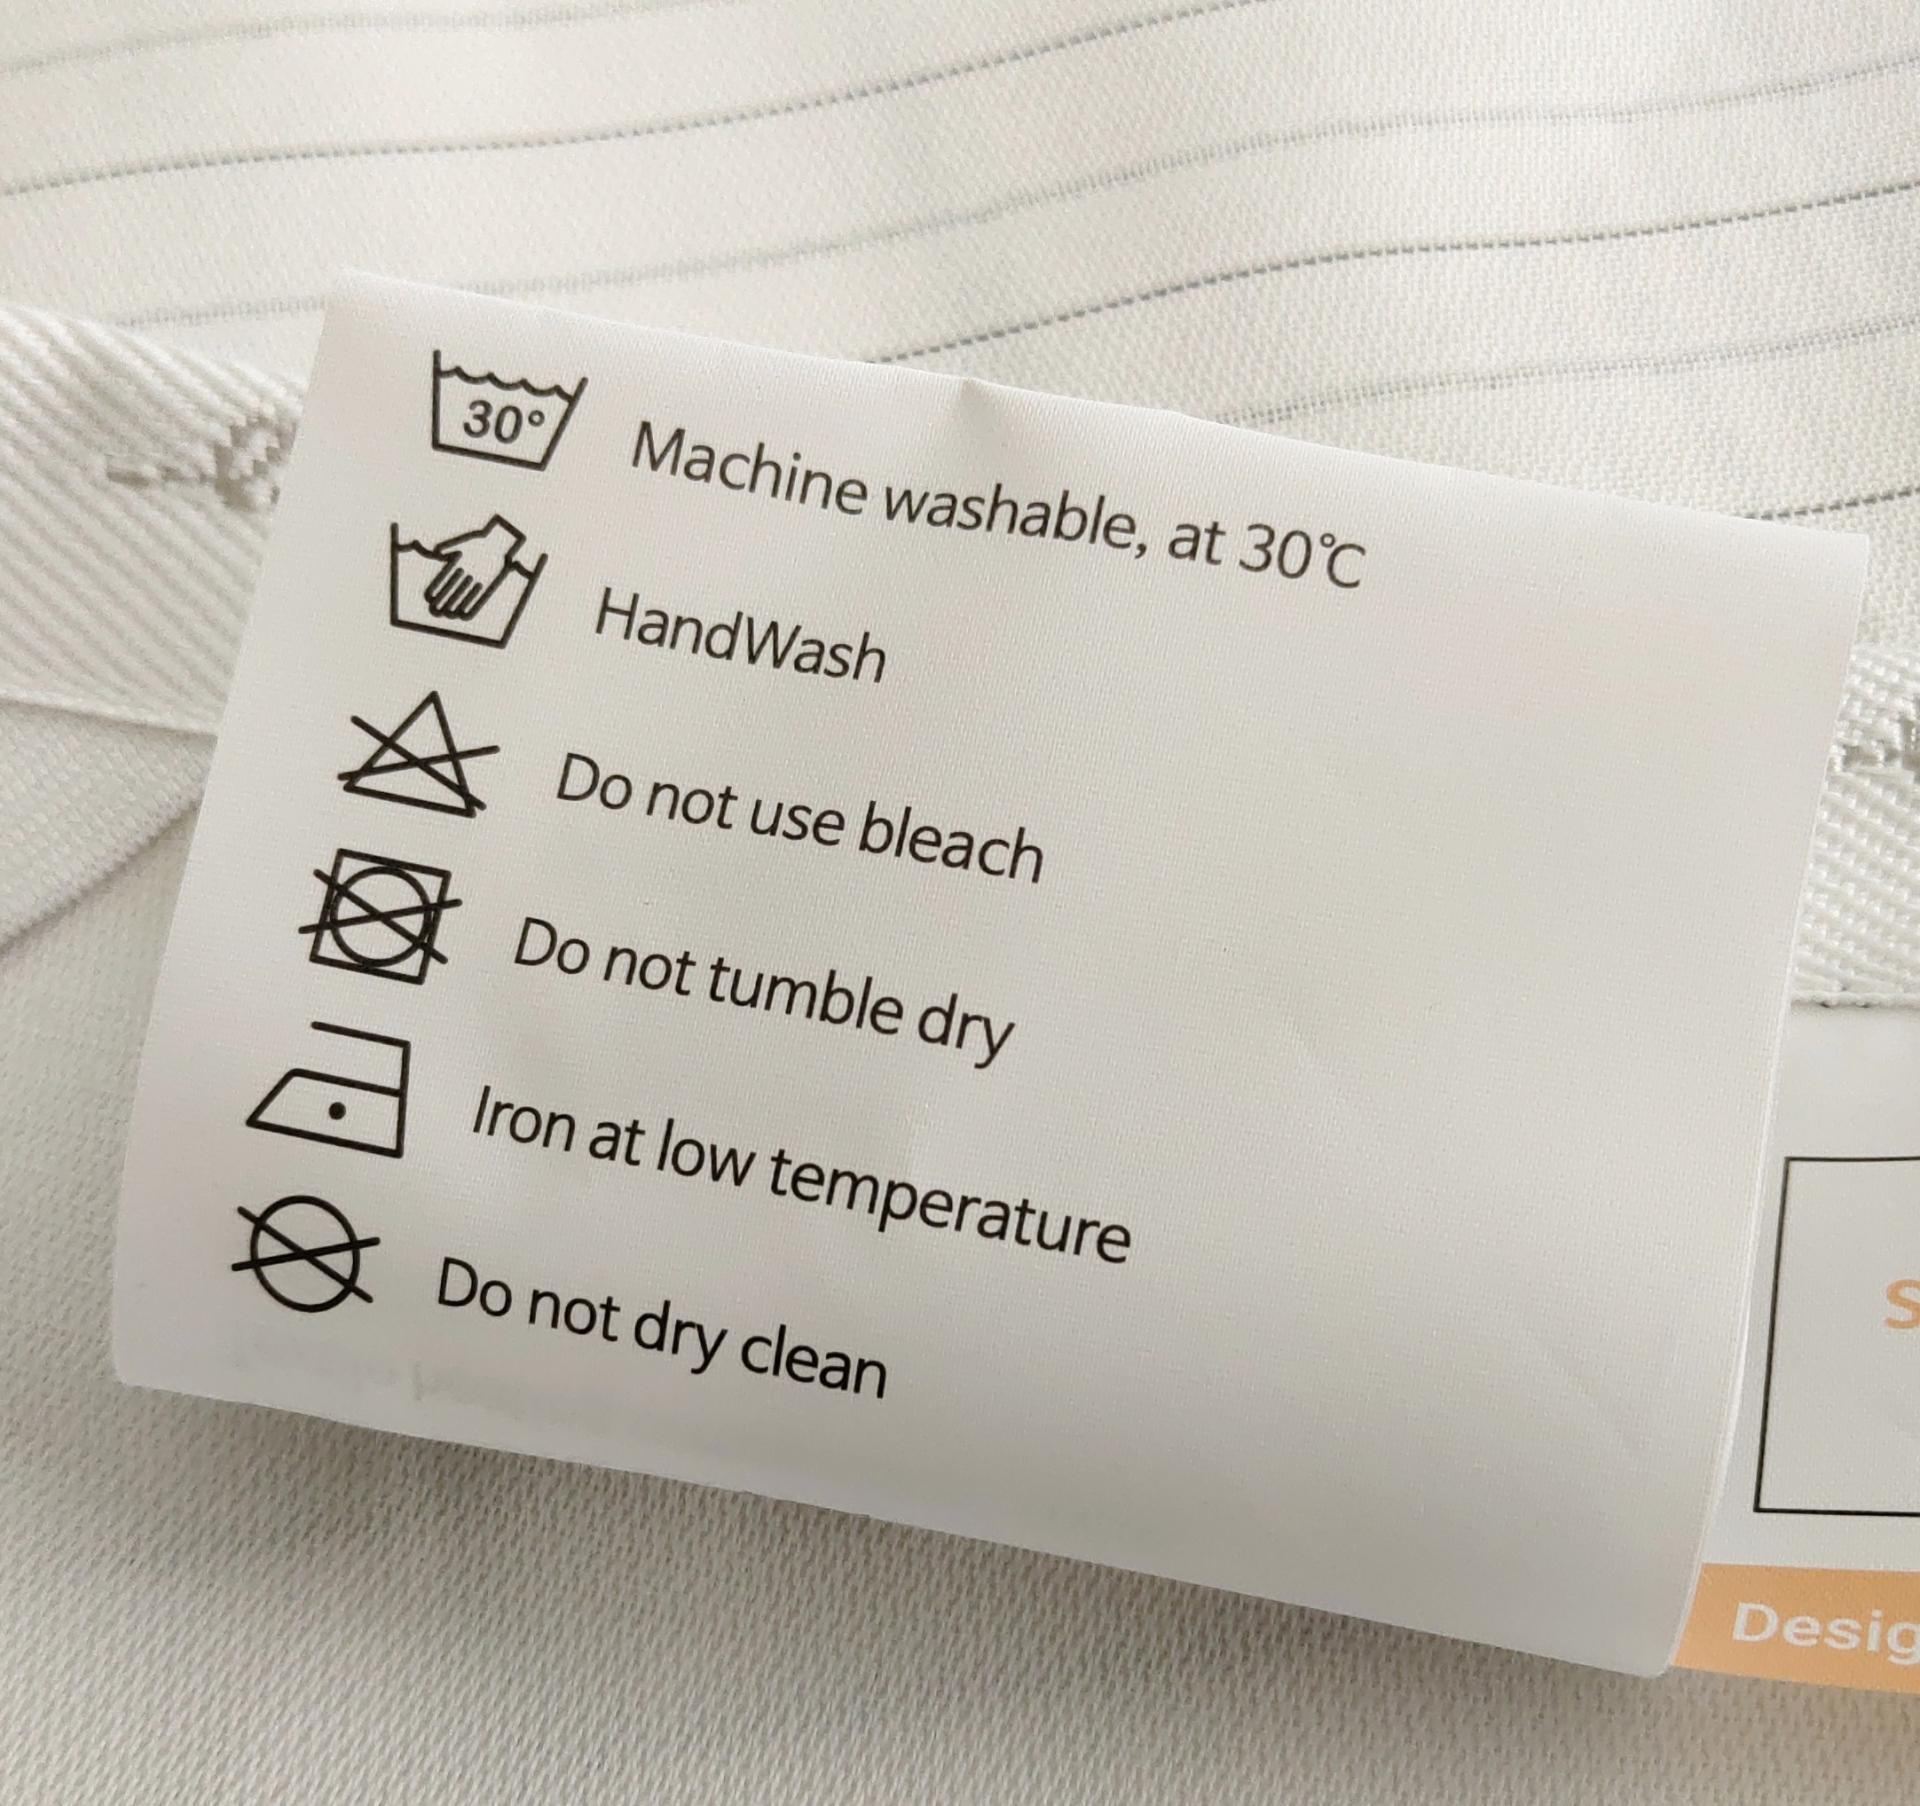 30°
Machine washable, at 30℃
HandWash
Do not use bleach
Do not tumble dry
Iron at low temperature
Do not dry clean
S
Desig